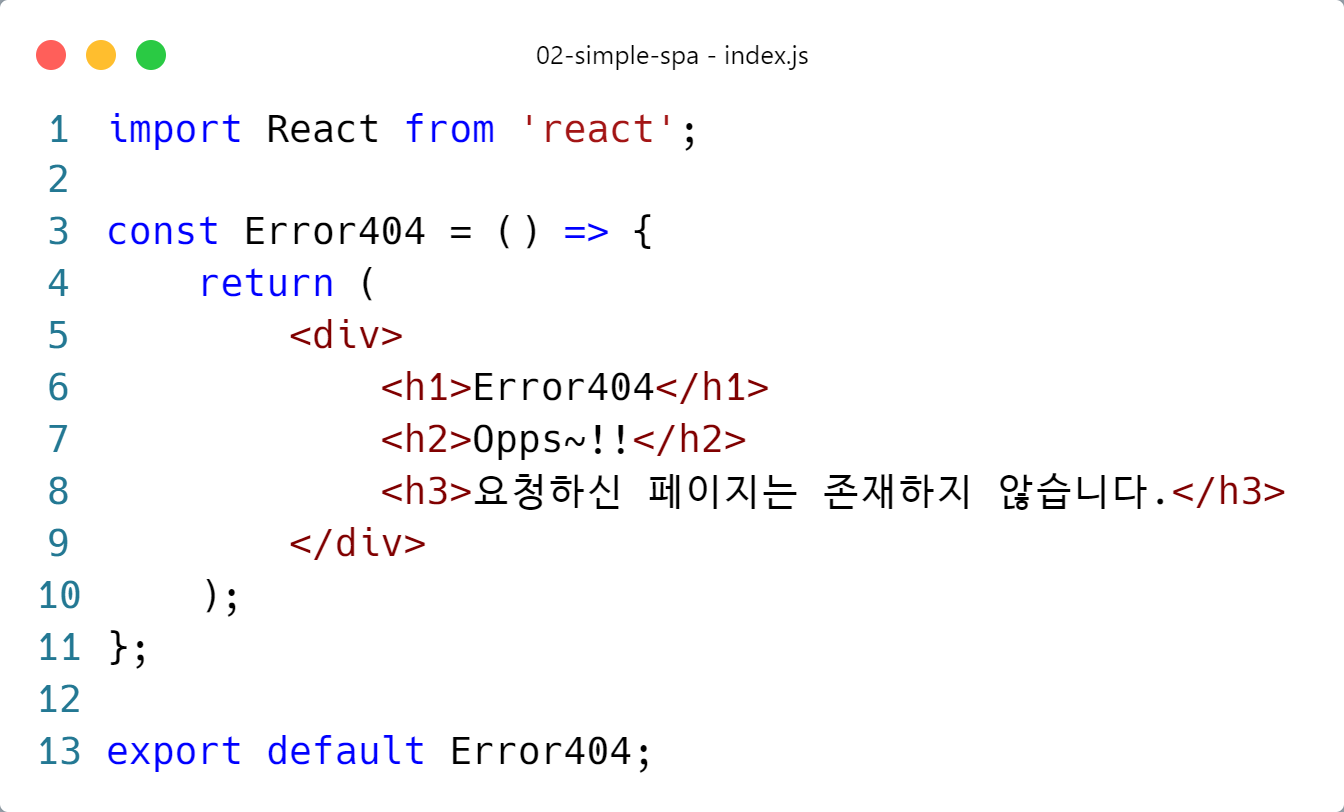 02-simple-spa - index.js
1 import React from 'react';
2
3 const Error404 = () => {
4     return (
5         <div>
6             <h1>Error404</h1>
7             <h2>Opps~!!</h2>
8             <h3>요청하신 페이지는 존재하지 않습니다.</h3>
9         </div>
10     );
11 };
12
13 export default Error404;